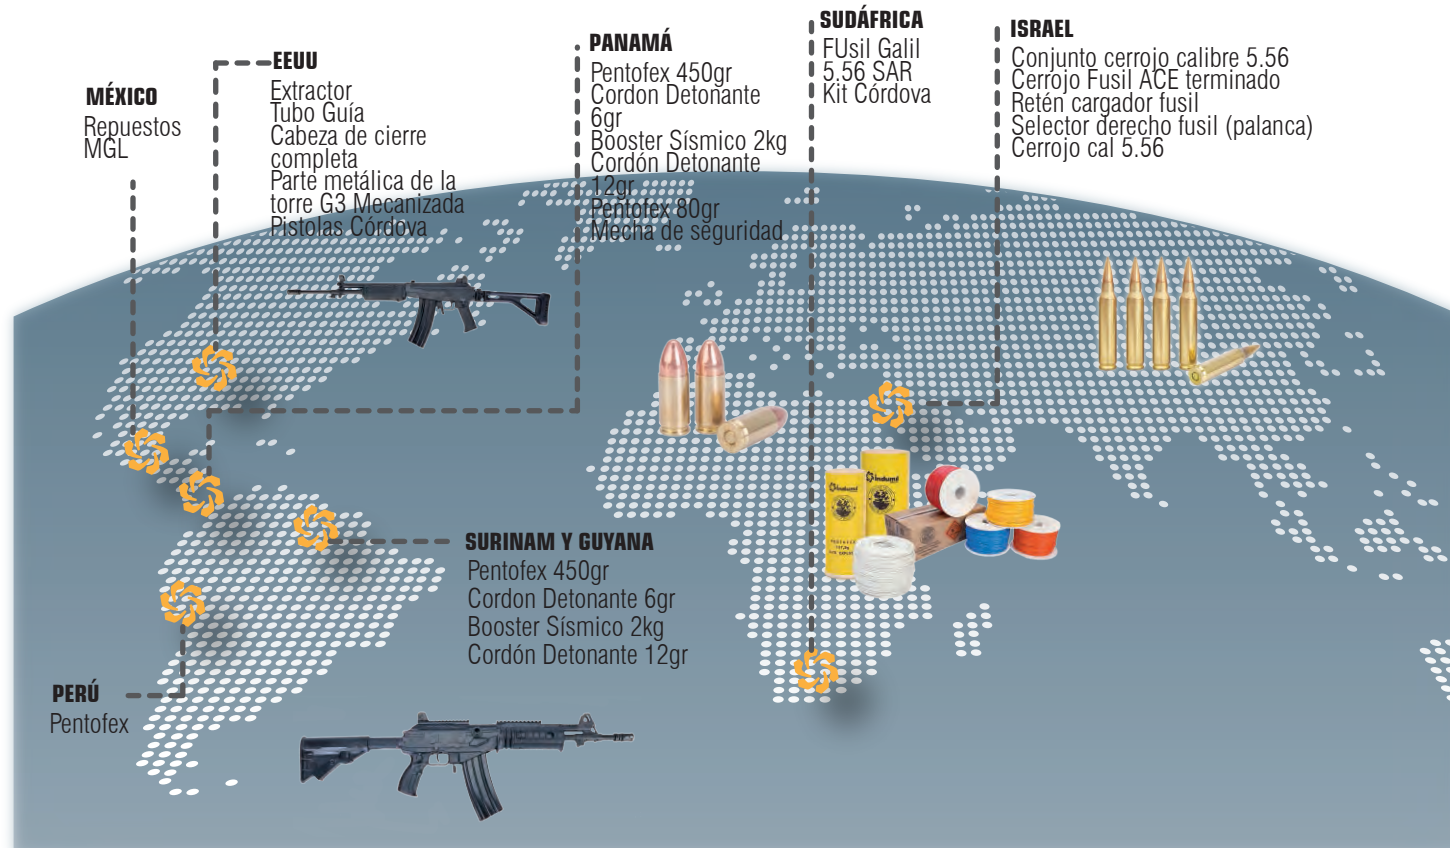 MÉXICO
Repuestos
MGL
EEUU
Extractor
Tubo Guía
Cabeza de cierre
completa
Parte metálica de la
torre G3 Mecanizada
Pistolas Córdova
PANAMÁ
Pentofex 450gr
Cordon Detonante
6gr
Booster Sísmico 2kg
Cordón Detonante
12gr
Pentofex 80gr
Mecha de seguridad
SUDÁFRICA
FUsil Galil
5.56 SAR
Kit Córdova
ISRAEL
Conjunto cerrojo calibre 5.56
Cerrojo Fusil ACE terminado
Retén cargador fusil
Selector derecho fusil (palanca)
Cerrojo cal 5.56
Indumil
Indumil
SURINAM Y GUYANA
Pentofex 450gr
Cordon Detonante 6gr
Booster Sísmico 2kg
Cordón Detonante 12gr
PERÚ
Pentofex